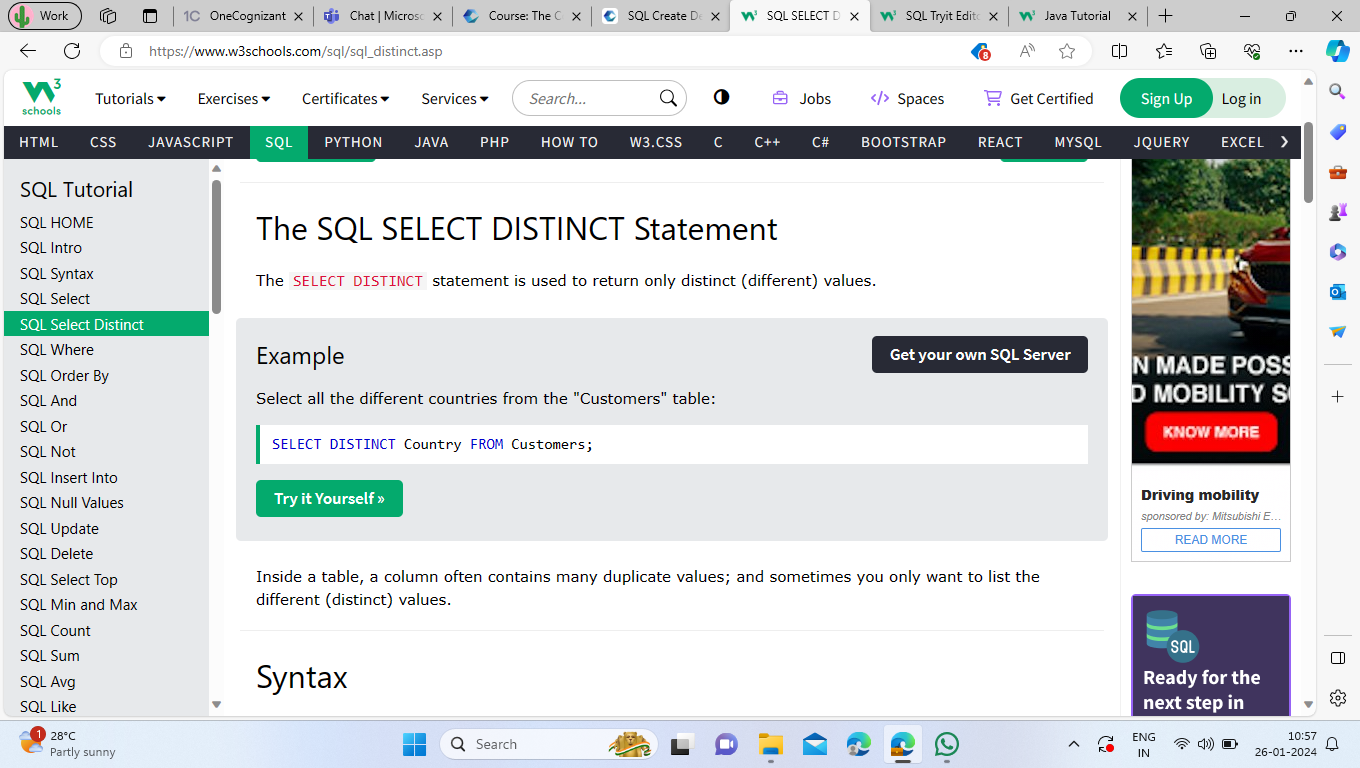 Work
OneCognizant
Chat | Microsc
Course: The C
SQL Create De
SQL SELECT D
SQL Tryit Edito
Java Tutorial
https://www.w3schools.com/sql/sql_distinct.asp
8
3
schools
Tutorials
Exercises
Certificates
Services
Search...
Jobs
Spaces
Get Certified
Sign Up
Log in
HTML CSS JAVASCRIPT SQL PYTHON JAVA PHP HOW TO W3.CSS C C++ C# BOOTSTRAP REACT MYSQL JQUERY EXCEL
SQL Tutorial
SQL HOME
SQL Intro
SQL Syntax
SQL Select
SQL Select Distinct
SQL Where
SQL Order By
SQL And
SQL Or
SQL Not
SQL Insert Into
SQL Null Values
SQL Update
SQL Delete
SQL Select Top
SQL Min and Max
SQL Count
SQL Sum
SQL Avg
SQL Like
The SQL SELECT DISTINCT Statement
The SELECT DISTINCT statement is used to return only distinct (different) values.
Example
Get your own SQL Server
Select all the different countries from the "Customers" table:
SELECT DISTINCT Country FROM Customers;
Try it Yourself »
Inside a table, a column often contains many duplicate values; and sometimes you only want to list the
different (distinct) values.
Syntax
N MADE POSS
D MOBILITY S
KNOW MORE
Driving mobility
sponsored by: Mitsubishi E...
READ MORE
SQL
Ready for the
next step in
1
28°C
Partly sunny
Search
ENG
IN
10:57
26-01-2024